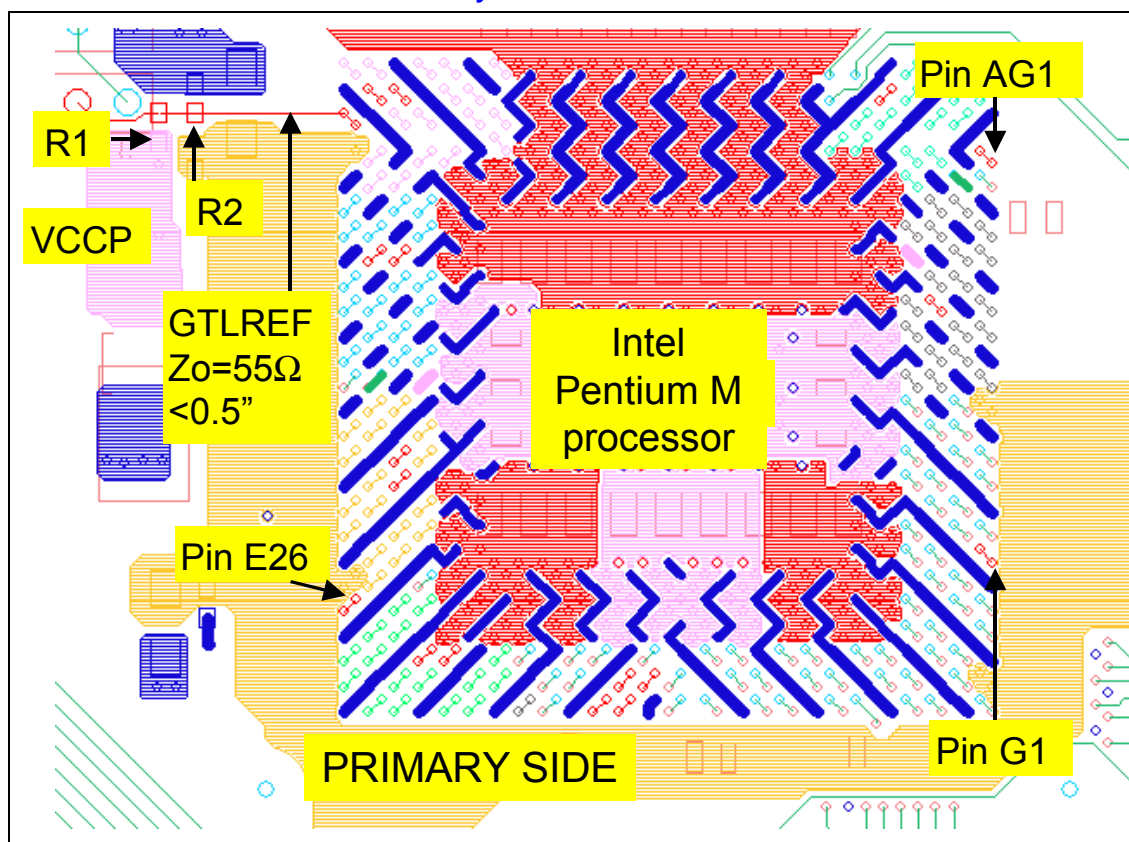 Pin AG1
R1
R2
VCCP
GTLREF
Zo=55Ω
<0.5”
Intel
Pentium M
processor
Pin E26
Pin G1
PRIMARY SIDE